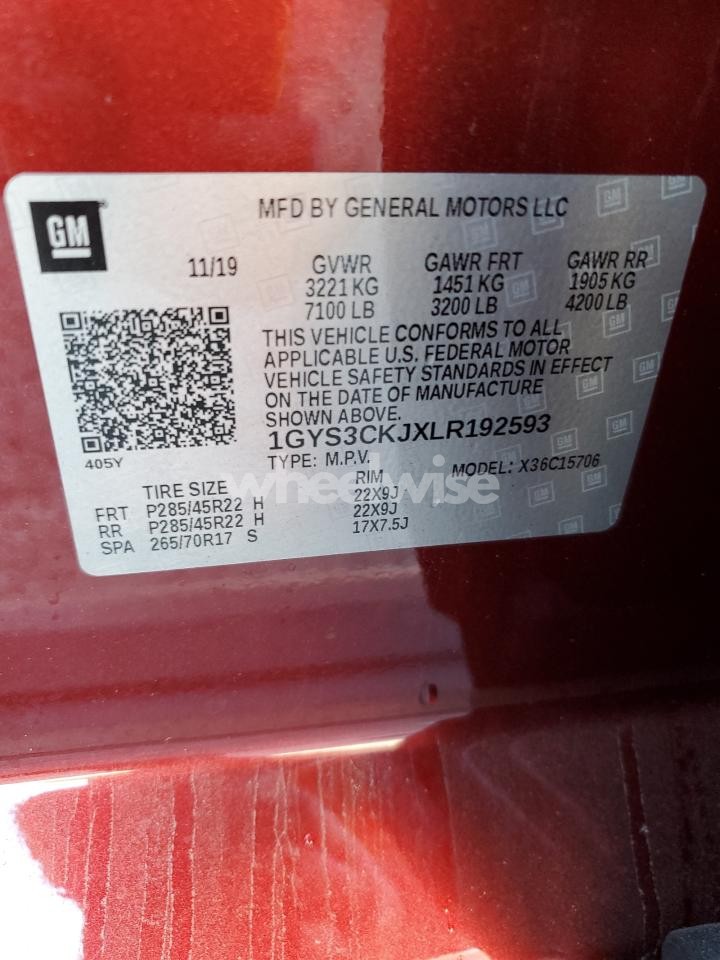 GM
MFD BY GENERAL MOTORS LLC
11/19 GVWR GAWR FRT GAWR RR
3221 KG 1451 KG 1905 KG
7100 LB 3200 LB 4200 LB
THIS VEHICLE CONFORMS TO ALL
APPLICABLE U.S. FEDERAL MOTOR
VEHICLE SAFETY STANDARDS IN EFFECT
ON THE DATE OF MANUFACTURE
SHOWN ABOVE.
1GYS3CKJXLR192593
405Y
TYPE: M.P.V. MODEL: X36C15706
TIRE SIZE RIM
FRT P285/45R22 H 22X9J
RR P285/45R22 H 22X9J
SPA 265/70R17 S 17X7.5J
wheelwise